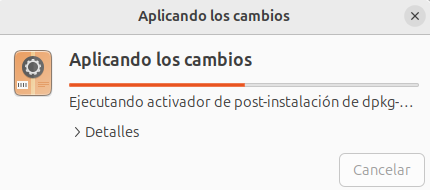 Aplicando los cambios
Aplicando los cambios
Ejecutando activador de post-instalación de dpkg-…
Detalles
Cancelar